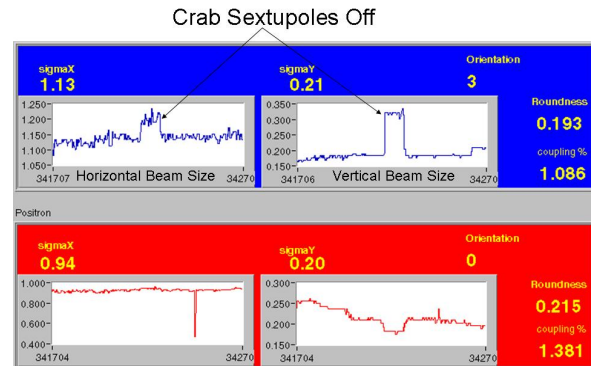 Crab Sextupoles Off
sigmaX
1.13
sigmaY
0.21
Orientation
3
Roundness
0.193
coupling %
1.086
1.250
1.200
1.150
1.100
1.050
341707 Horizontal Beam Size 34270
0.350
0.300
0.250
0.200
0.150
341706 Vertical Beam Size 34270
Positron
sigmaX
0.94
sigmaY
0.20
Orientation
0
Roundness
0.215
coupling %
1.381
1.000
0.800
0.600
0.400
341704 34270
0.300
0.250
0.200
0.150
341704 34270